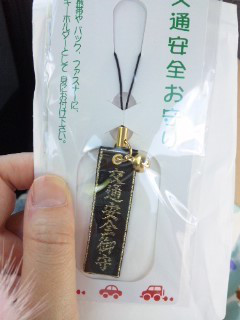 交通安全お守り
携帯や バッグ、ファスナーに、
キーホルダーとして 身にお付け下さい。
交通安全御守